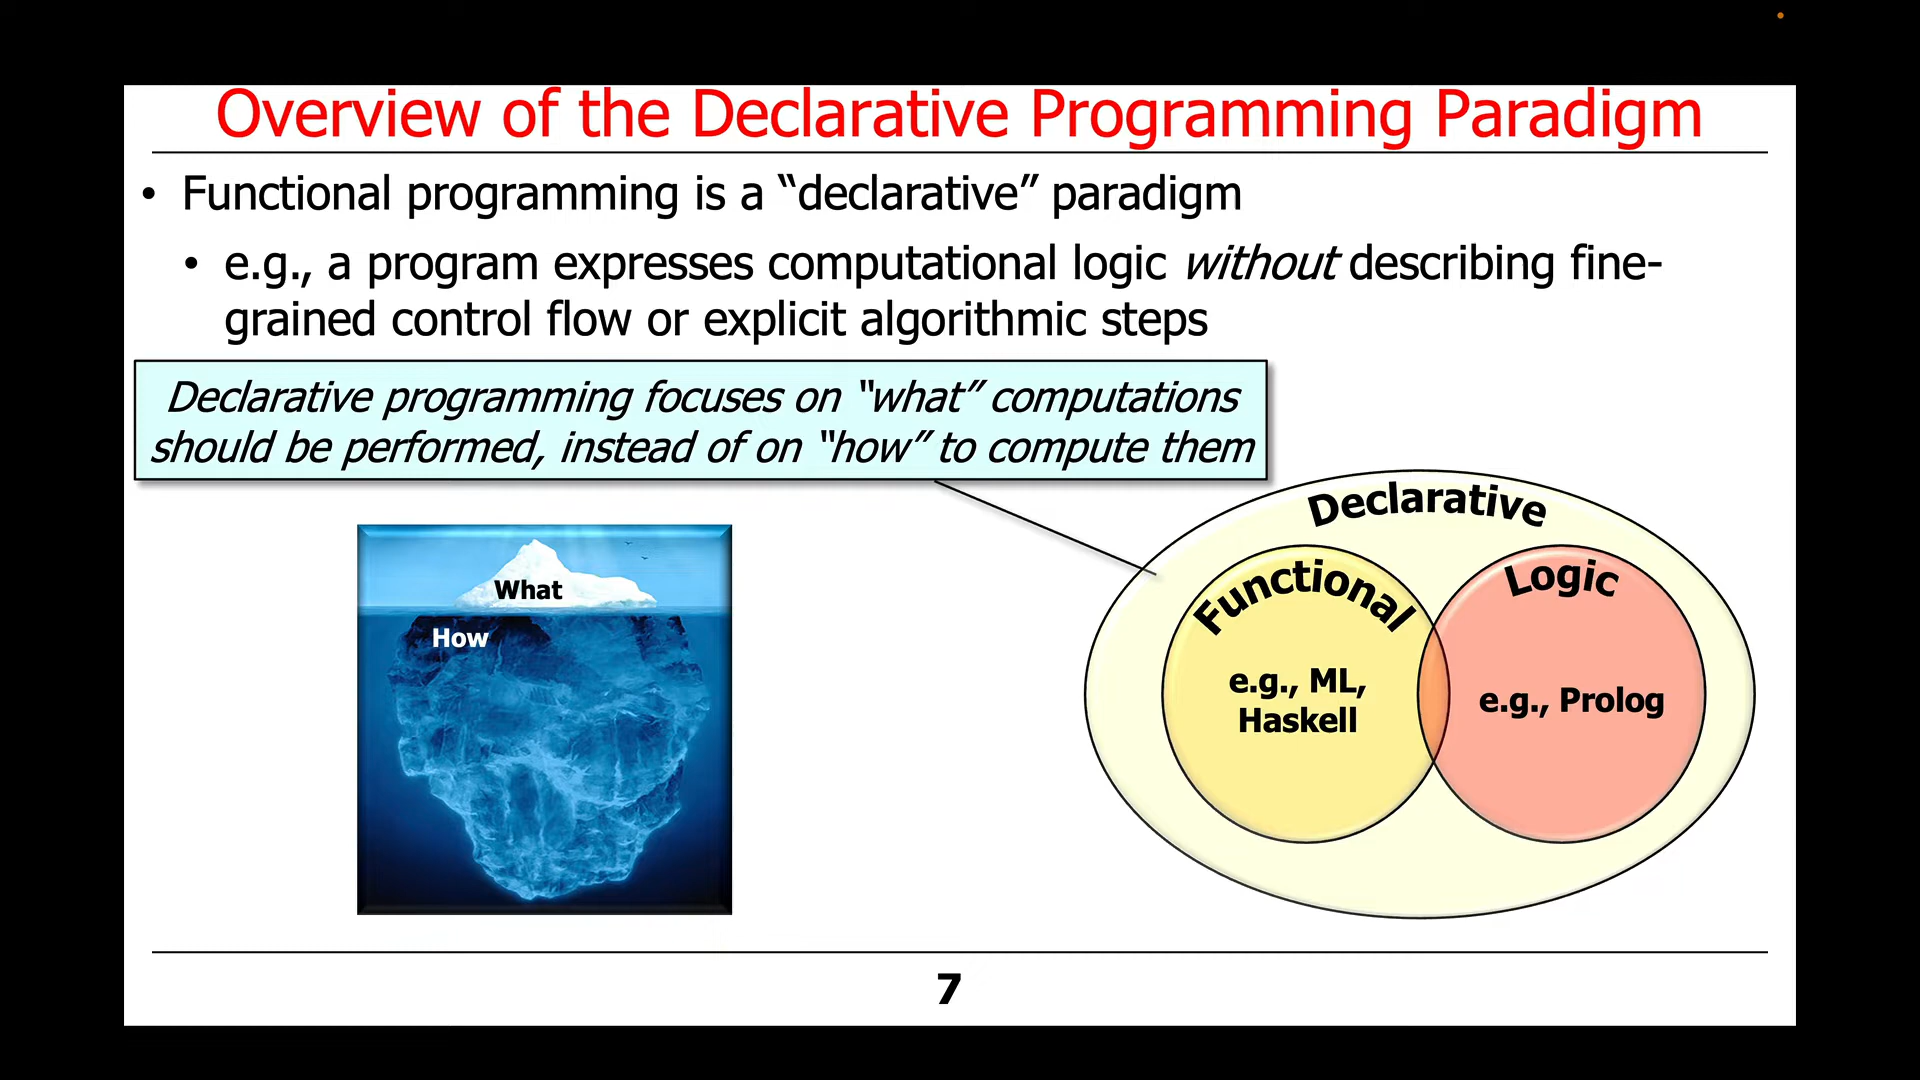 Overview of the Declarative Programming Paradigm
• Functional programming is a “declarative” paradigm
• e.g., a program expresses computational logic without describing fine-
grained control flow or explicit algorithmic steps
Declarative programming focuses on “what” computations
should be performed, instead of on “how” to compute them
What
How
Declarative
Functional
e.g., ML,
Haskell
Logic
e.g., Prolog
7